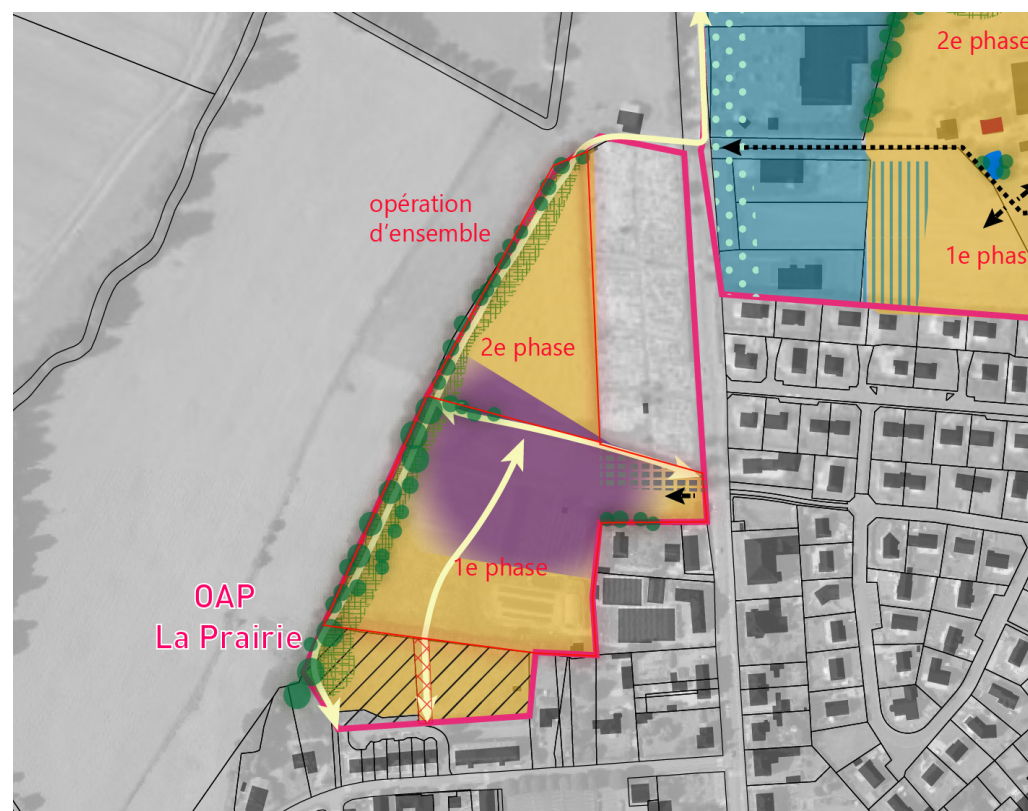 2e phase
opération
d'ensemble
1e phas
2e phase
1e phase
OAP
La Prairie